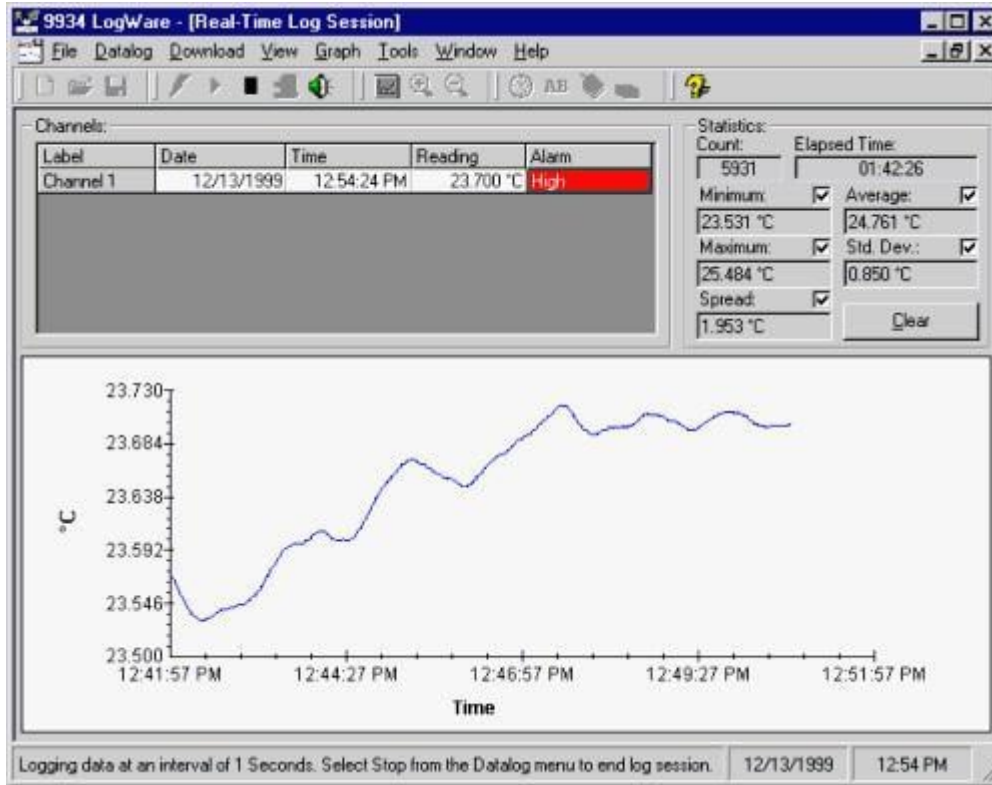 9934 LogWare - [Real-Time Log Session]
File Datalog Download View Graph Tools Window Help
AB
Channels:
Label Date Time Reading Alarm
Channel 1 12/13/1999 12:54:24 PM 23.700 °C High
Statistics:
Count: Elapsed Time:
5931 01:42:26
Minimum: Average:
23.531 °C 24.761 °C
Maximum: Std. Dev.:
25.484 °C 0.850 °C
Spread:
1.953 °C Clear
23.730
23.684
23.638
°C
23.592
23.546
23.500
12:41:57 PM 12:44:27 PM 12:46:57 PM 12:49:27 PM 12:51:57 PM
Time
Logging data at an interval of 1 Seconds. Select Stop from the Datalog menu to end log session. 12/13/1999 12:54 PM